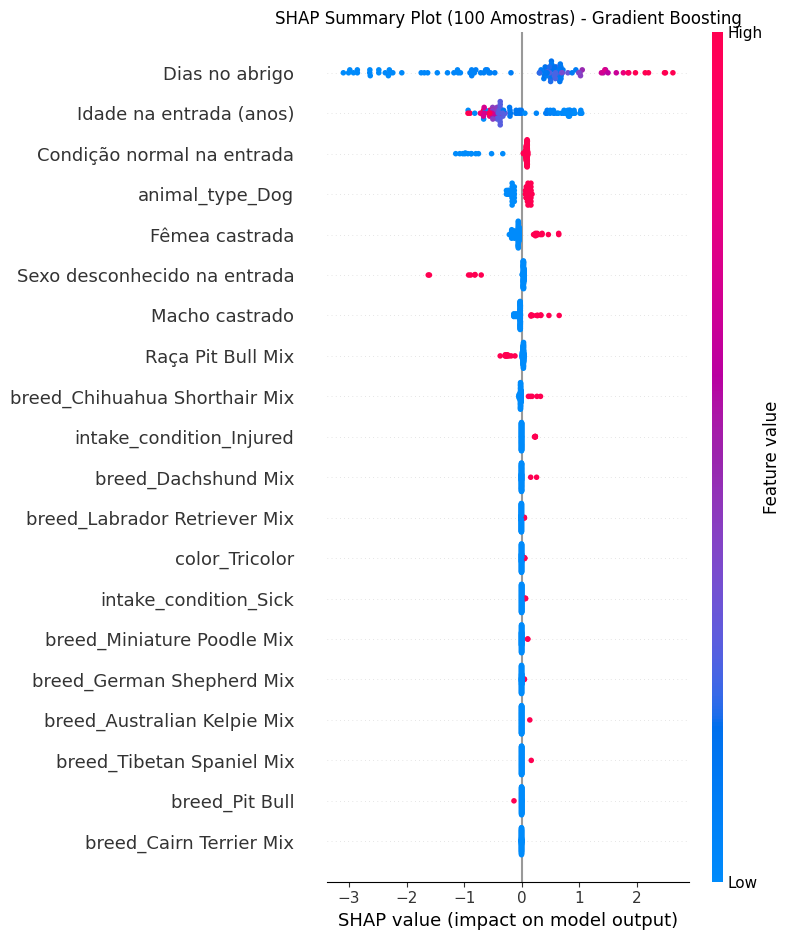 SHAP Summary Plot (100 Amostras) - Gradient Boosting
High
Dias no abrigo
Idade na entrada (anos)
Condição normal na entrada
animal_type_Dog
Fêmea castrada
Sexo desconhecido na entrada
Macho castrado
Raça Pit Bull Mix
breed_Chihuahua Shorthair Mix
intake_condition_Injured
breed_Dachshund Mix
breed_Labrador Retriever Mix
color_Tricolor
intake_condition_Sick
breed_Miniature Poodle Mix
breed_German Shepherd Mix
breed_Australian Kelpie Mix
breed_Tibetan Spaniel Mix
breed_Pit Bull
breed_Cairn Terrier Mix
Feature value
Low
−3 −2 −1 0 1 2
SHAP value (impact on model output)